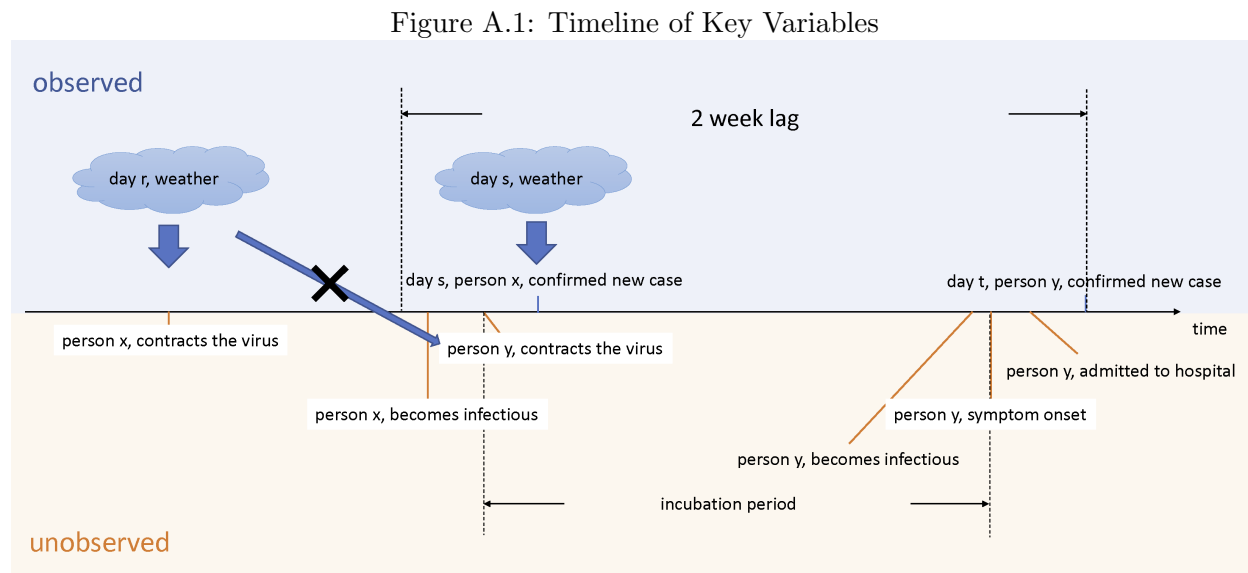 Figure A.1: Timeline of Key Variables
observed
2 week lag
day r, weather
day s, weather
day s, person x, confirmed new case
day t, person y, confirmed new case
time
person x, contracts the virus
person y, contracts the virus
person y, admitted to hospital
person x, becomes infectious
person y, symptom onset
person y, becomes infectious
incubation period
unobserved